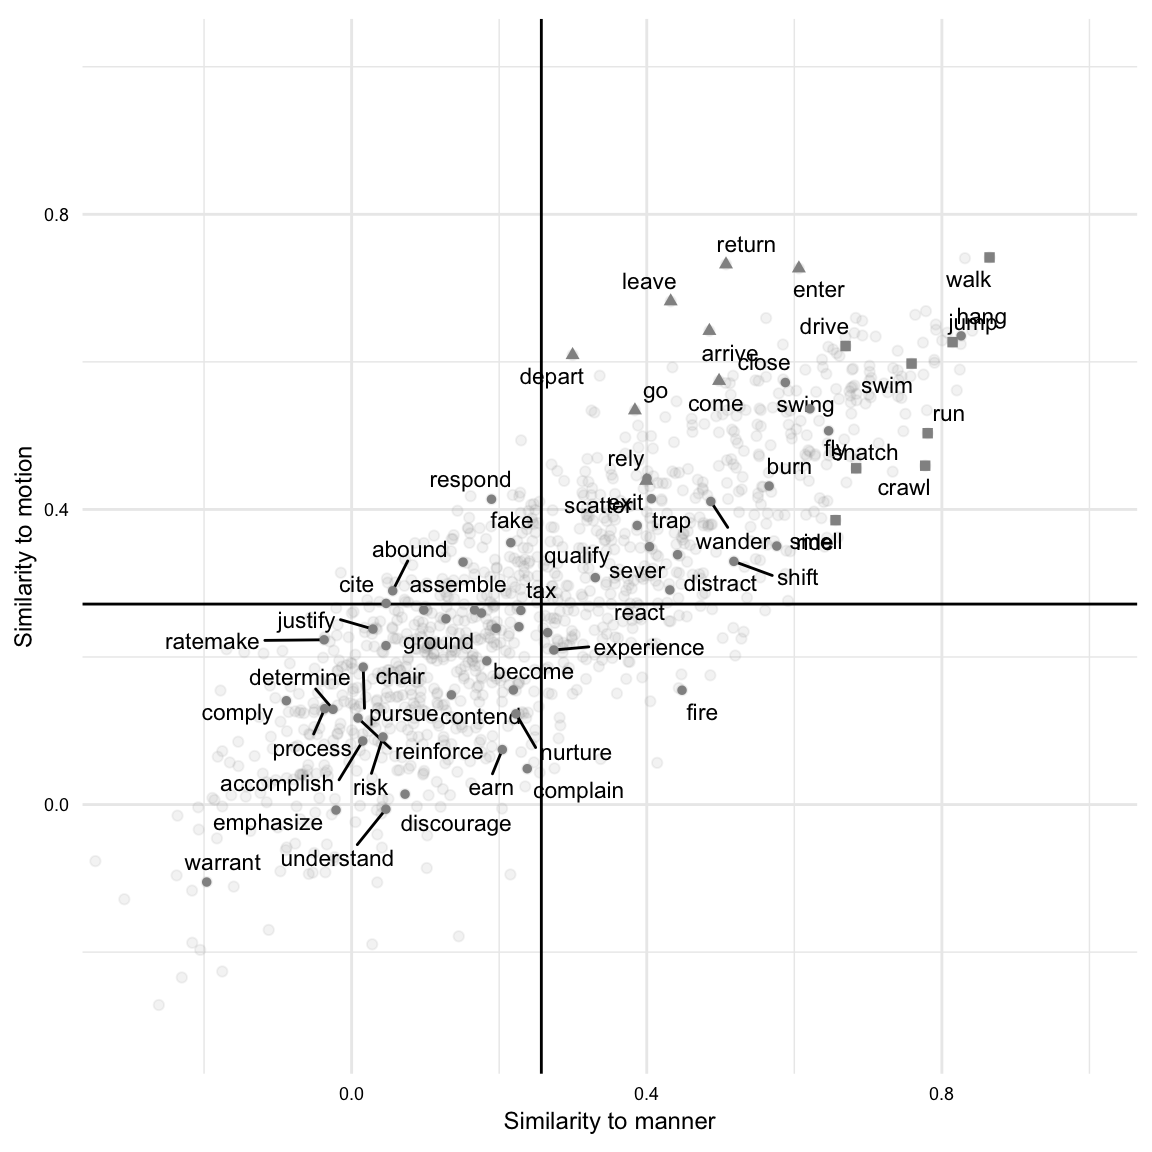 return
leave
enter
walk
drive
hang
jump
arrive
close
depart
swim
go
come
swing
run
fly
snatch
rely
burn
crawl
respond
scatter
exit
fake
trap
wander
smell
ride
abound
qualify
cite
assemble
tax
sever
distract
shift
justify
react
ratemake
ground
experience
determine
chair
become
comply
pursue
contend
fire
process
reinforce
nurture
accomplish
risk
earn
complain
emphasize
discourage
warrant
understand
0.8
0.4
0.0
0.0
0.4
0.8
Similarity to manner
Similarity to motion